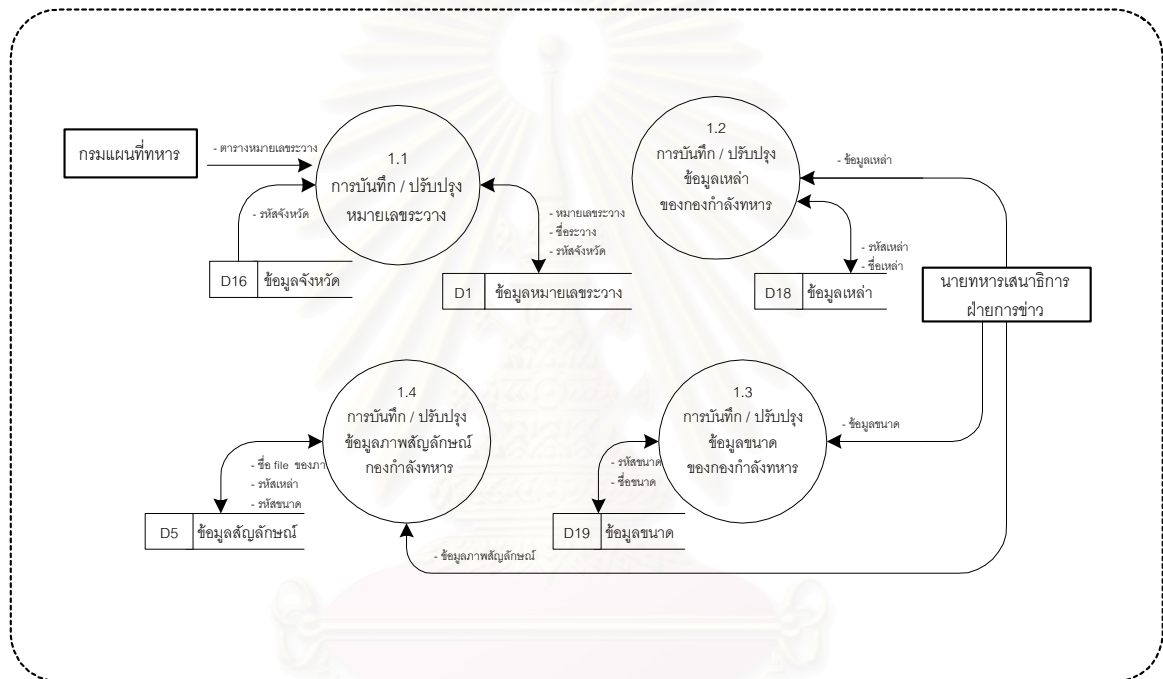 กรมแผนที่ทหาร
- ตารางหมายเลขระวาง
1.1
การบันทึก / ปรับปรุง
หมายเลขระวาง
- รหัสจังหวัด
D16 ข้อมูลจังหวัด
- หมายเลขระวาง
- ชื่อระวาง
- รหัสจังหวัด
D1 ข้อมูลหมายเลขระวาง
1.2
การบันทึก / ปรับปรุง
ข้อมูลเหล่า
ของกองกำลังทหาร
- ข้อมูลเหล่า
- รหัสเหล่า
- ชื่อเหล่า
D18 ข้อมูลเหล่า
นายทหารเสนาธิการ
ฝ่ายการข่าว
1.4
การบันทึก / ปรับปรุง
ข้อมูลภาพสัญลักษณ์
กองกำลังทหาร
- ชื่อ file ของภา
- รหัสเหล่า
- รหัสขนาด
D5 ข้อมูลสัญลักษณ์
1.3
การบันทึก / ปรับปรุง
ข้อมูลขนาด
ของกองกำลังทหาร
- ข้อมูลขนาด
- รหัสขนาด
- ชื่อขนาด
D19 ข้อมูลขนาด
- ข้อมูลภาพสัญลักษณ์